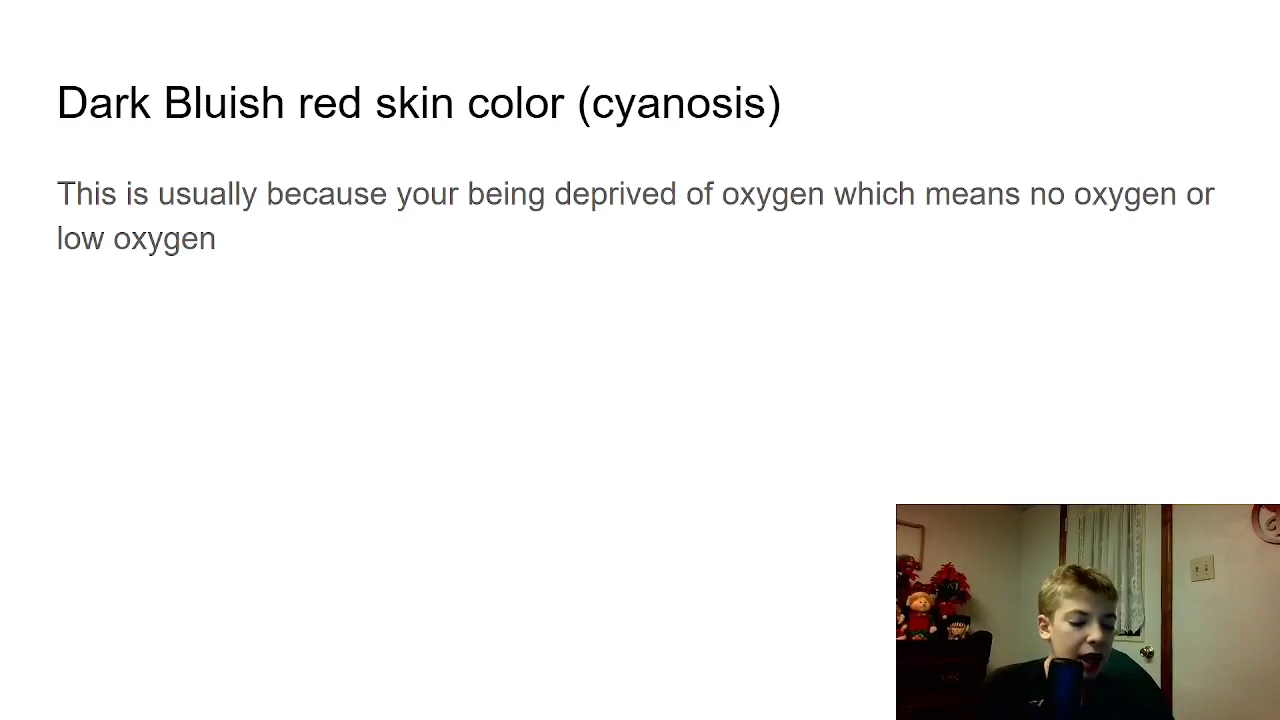 Dark Bluish red skin color (cyanosis)
This is usually because your being deprived of oxygen which means no oxygen or
low oxygen